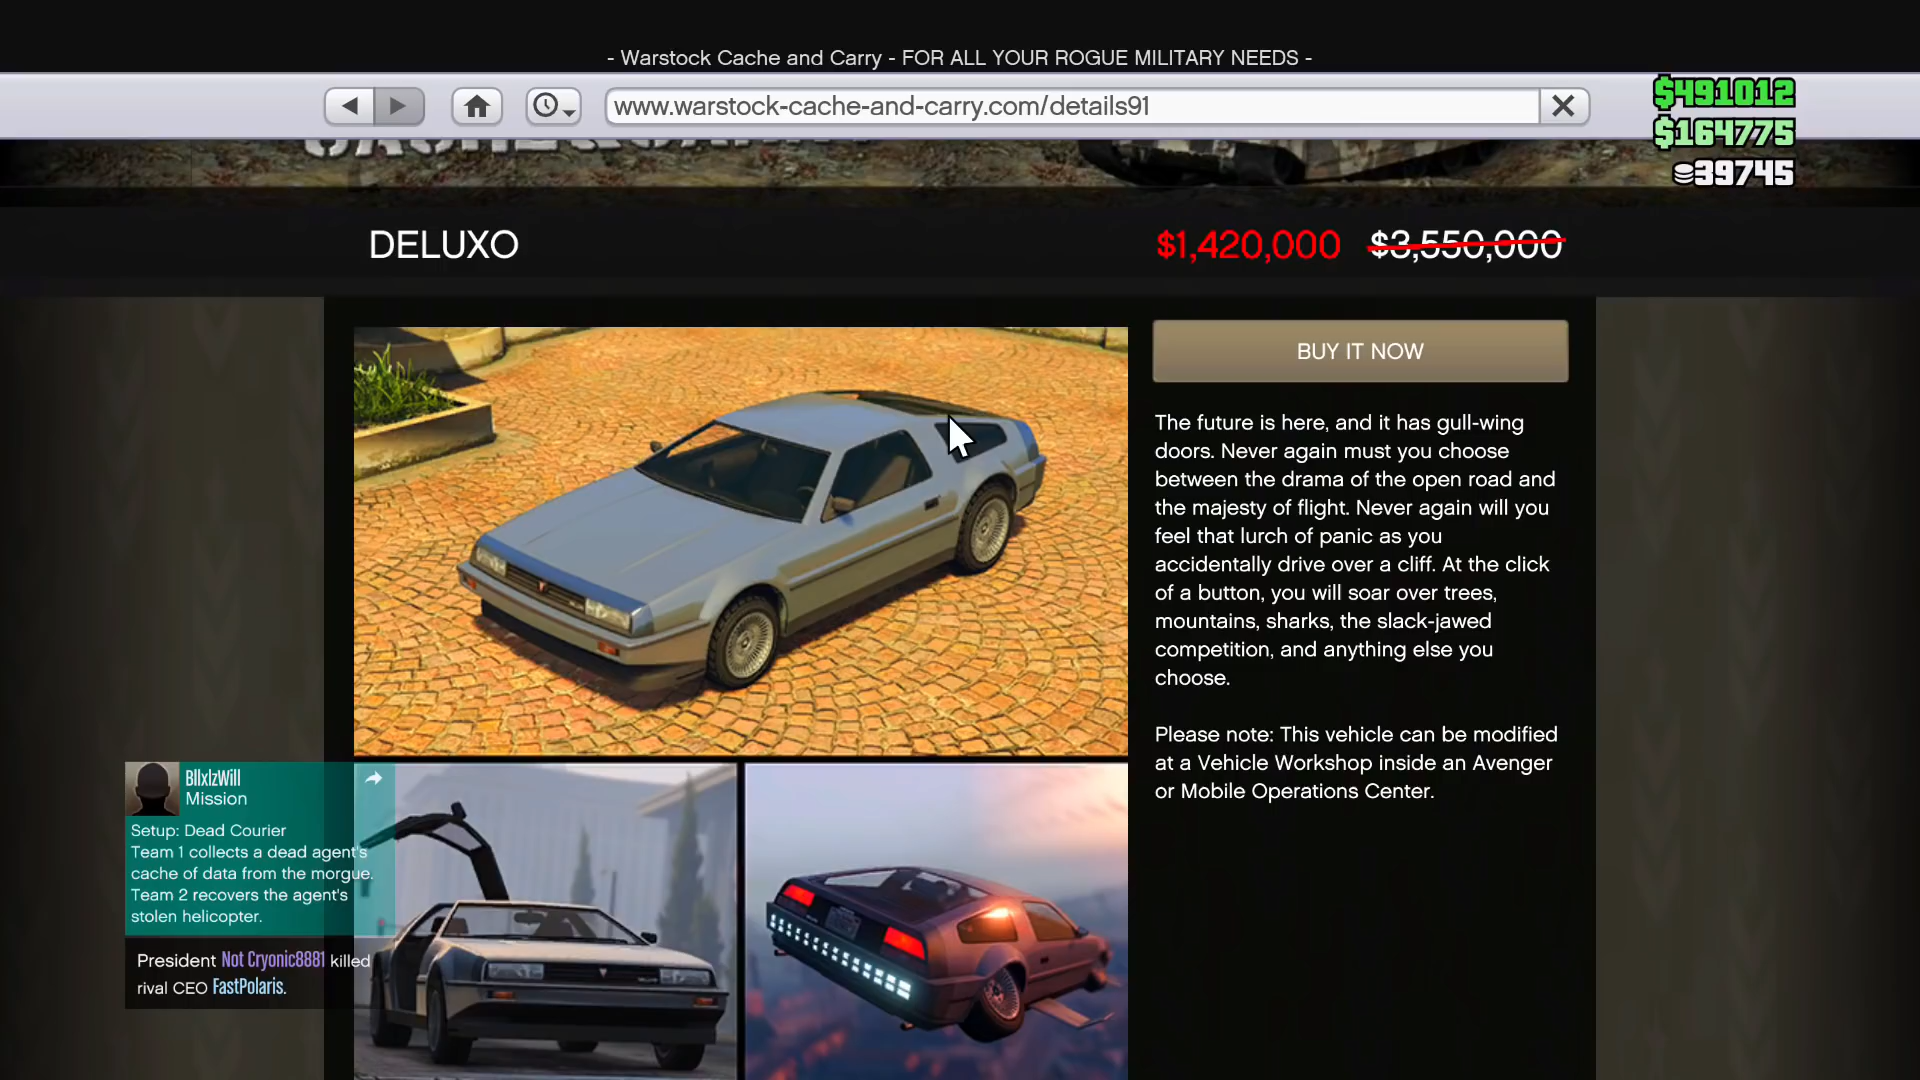 - Warstock Cache and Carry - FOR ALL YOUR ROGUE MILITARY NEEDS -
www.warstock-cache-and-carry.com/details91
$491012
$164775
39745
DELUXO
$1,420,000 $3,550,000
BUY IT NOW
The future is here, and it has gull-wing
doors. Never again must you choose
between the drama of the open road and
the majesty of flight. Never again will you
feel that lurch of panic as you
accidentally drive over a cliff. At the click
of a button, you will soar over trees,
mountains, sharks, the slack-jawed
competition, and anything else you
choose.
Please note: This vehicle can be modified
at a Vehicle Workshop inside an Avenger
or Mobile Operations Center.
BllxlzWill
Mission
Setup: Dead Courier
Team 1 collects a dead agent's
cache of data from the morgue.
Team 2 recovers the agent's
stolen helicopter.
President Not Cryonic8881 killed
rival CEO FastPolaris.